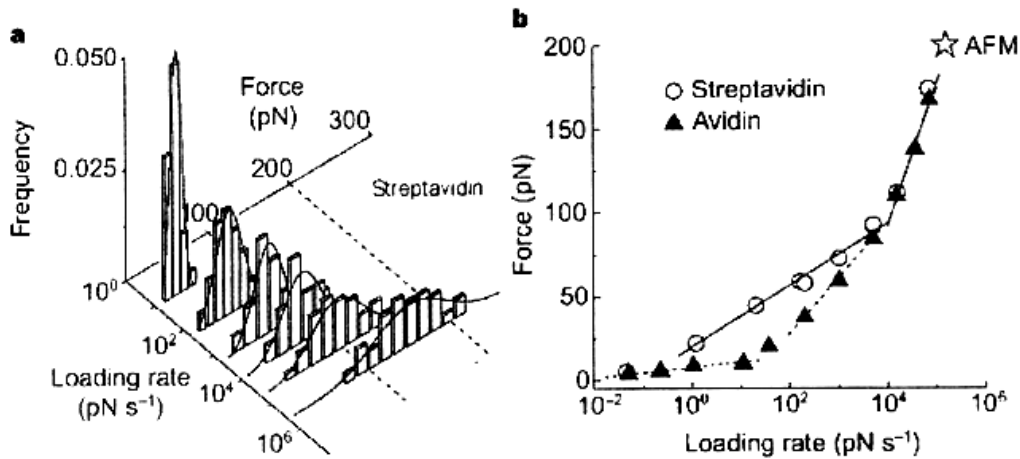 a
Frequency
0.050
0.025
Force
(pN)
300
200
100
Streptavidin
10⁰
10²
10⁴
10⁶
Loading rate
(pN s⁻¹)
b
Force (pN)
200
150
100
50
0
AFM
Streptavidin
Avidin
10⁻² 10⁰ 10² 10⁴ 10⁶
Loading rate (pN s⁻¹)